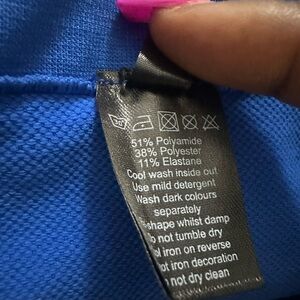 51% Polyamide
38% Polyester
11% Elastane
Cool wash inside out
Use mild detergent
Wash dark colours
separately
shape whilst damp
not tumble dry
iron on reverse
iron decoration
not dry clean